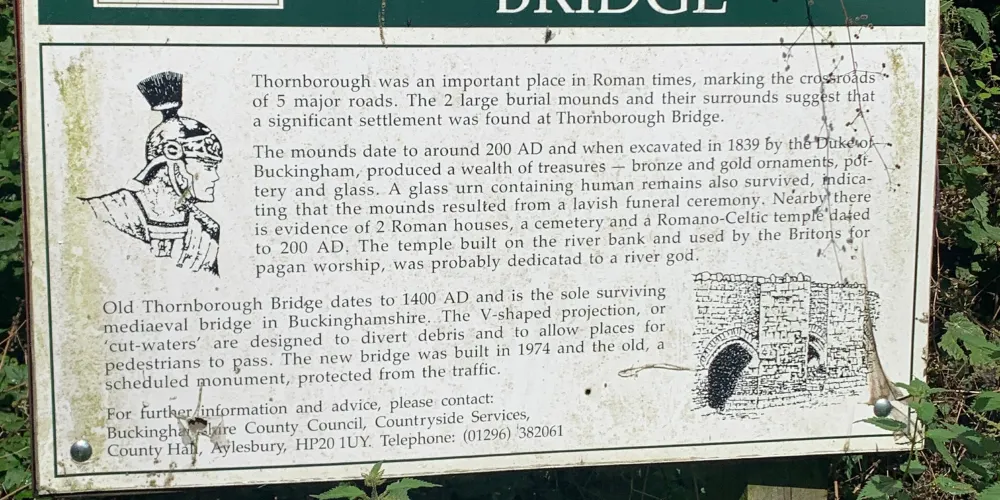 BRIDGE
Thornborough was an important place in Roman times, marking the crossroads
of 5 major roads. The 2 large burial mounds and their surrounds suggest that
a significant settlement was found at Thornborough Bridge.
The mounds date to around 200 AD and when excavated in 1839 by the Duke of
Buckingham, produced a wealth of treasures — bronze and gold ornaments, pot-
tery and glass. A glass urn containing human remains also survived, indica-
ting that the mounds resulted from a lavish funeral ceremony. Nearby there
is evidence of 2 Roman houses, a cemetery and a Romano-Celtic temple dated
to 200 AD. The temple built on the river bank and used by the Britons for
pagan worship, was probably dedicatad to a river god.
Old Thornborough Bridge dates to 1400 AD and is the sole surviving
mediaeval bridge in Buckinghamshire. The V-shaped projection, or
'cut-waters' are designed to divert debris and to allow places for
pedestrians to pass. The new bridge was built in 1974 and the old, a
scheduled monument, protected from the traffic.
For further information and advice, please contact:
Buckinghamshire County Council, Countryside Services,
County Hall, Aylesbury, HP20 1UY. Telephone: (01296) 382061